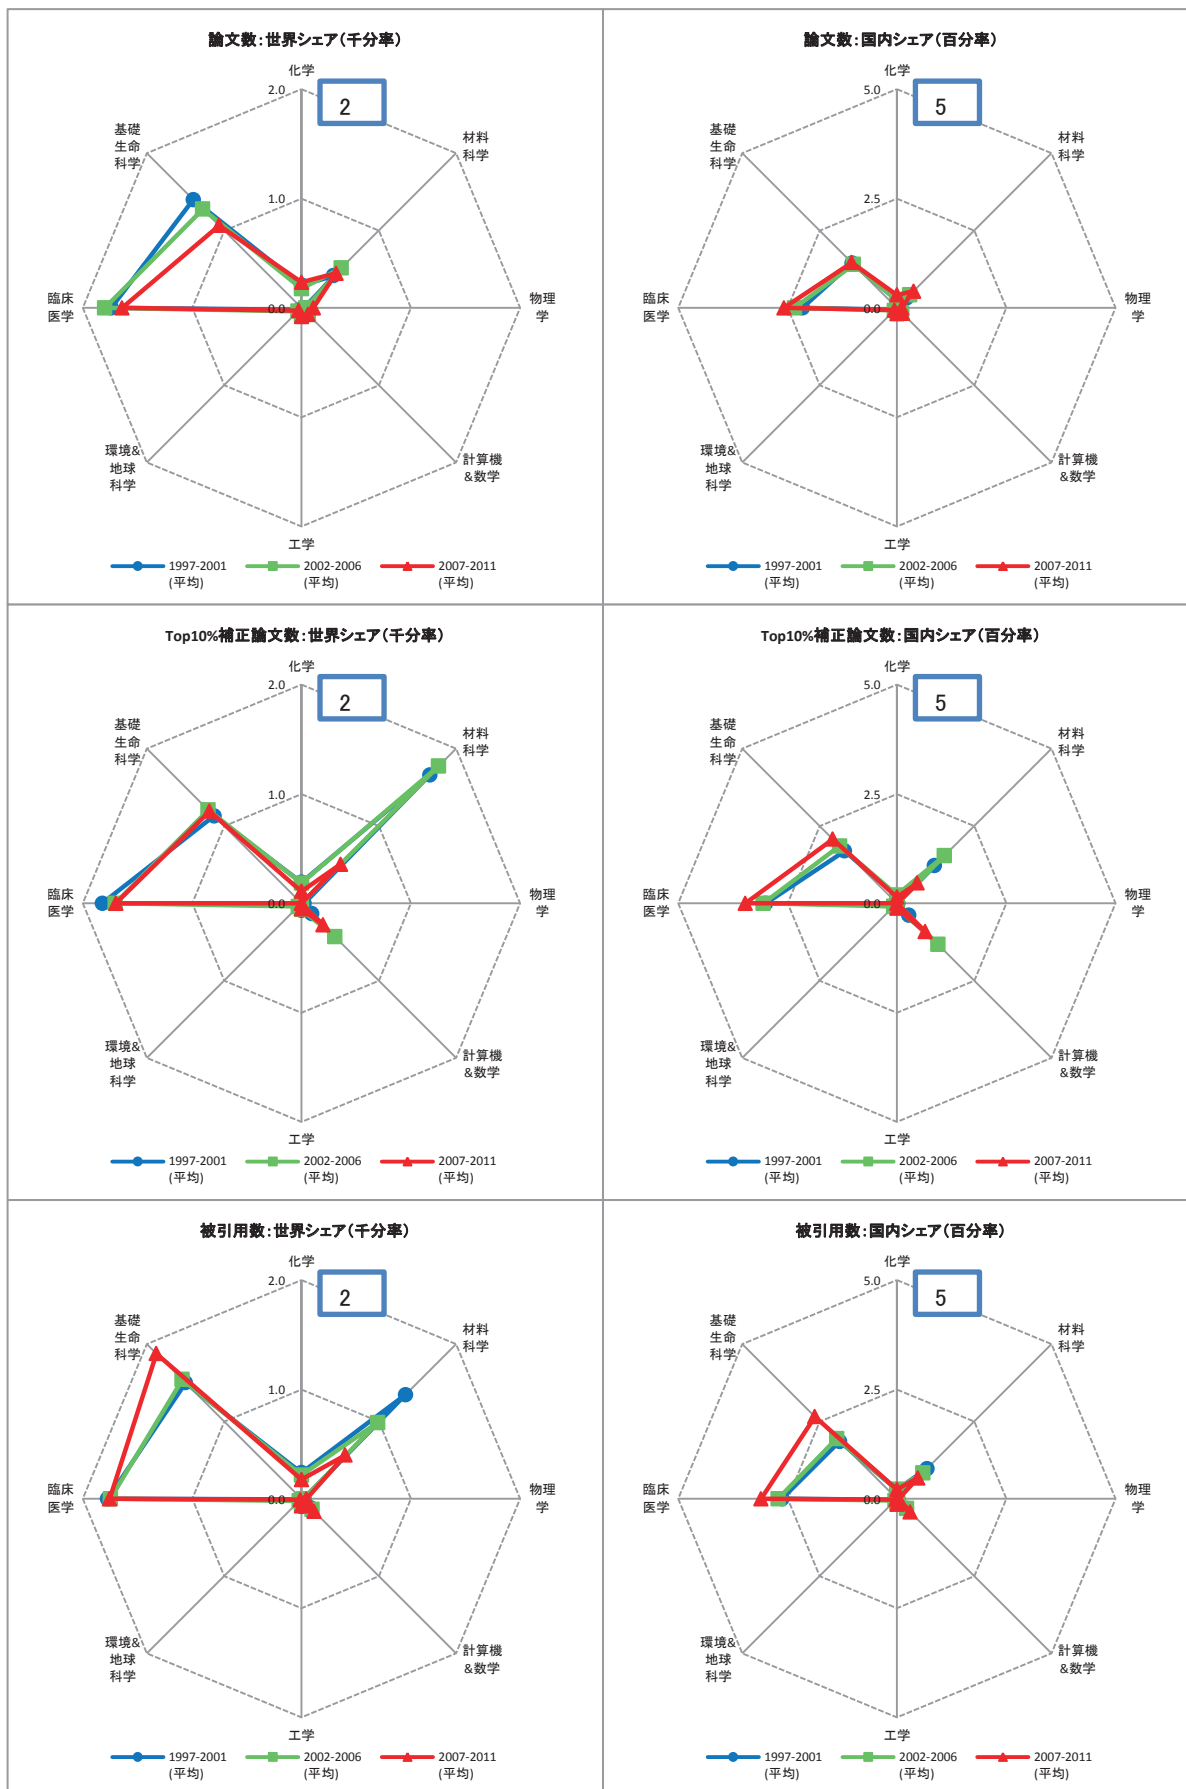 論文数：世界シェア（千分率）
化学
2.0
2
基礎
生命
科学
材料
科学
1.0
臨床
医学
0.0
物理
学
環境&
地球
科学
計算機
&数学
工学
1997-2001
(平均)
2002-2006
(平均)
2007-2011
(平均)
論文数：国内シェア（百分率）
化学
5.0
5
基礎
生命
科学
材料
科学
2.5
臨床
医学
0.0
物理
学
環境&
地球
科学
計算機
&数学
工学
1997-2001
(平均)
2002-2006
(平均)
2007-2011
(平均)
Top10%補正論文数：世界シェア（千分率）
化学
2.0
2
基礎
生命
科学
材料
科学
1.0
臨床
医学
0.0
物理
学
環境&
地球
科学
計算機
&数学
工学
1997-2001
(平均)
2002-2006
(平均)
2007-2011
(平均)
Top10%補正論文数：国内シェア（百分率）
化学
5.0
5
基礎
生命
科学
材料
科学
2.5
臨床
医学
0.0
物理
学
環境&
地球
科学
計算機
&数学
工学
1997-2001
(平均)
2002-2006
(平均)
2007-2011
(平均)
被引用数：世界シェア（千分率）
化学
2.0
2
基礎
生命
科学
材料
科学
1.0
臨床
医学
0.0
物理
学
環境&
地球
科学
計算機
&数学
工学
1997-2001
(平均)
2002-2006
(平均)
2007-2011
(平均)
被引用数：国内シェア（百分率）
化学
5.0
5
基礎
生命
科学
材料
科学
2.5
臨床
医学
0.0
物理
学
環境&
地球
科学
計算機
&数学
工学
1997-2001
(平均)
2002-2006
(平均)
2007-2011
(平均)